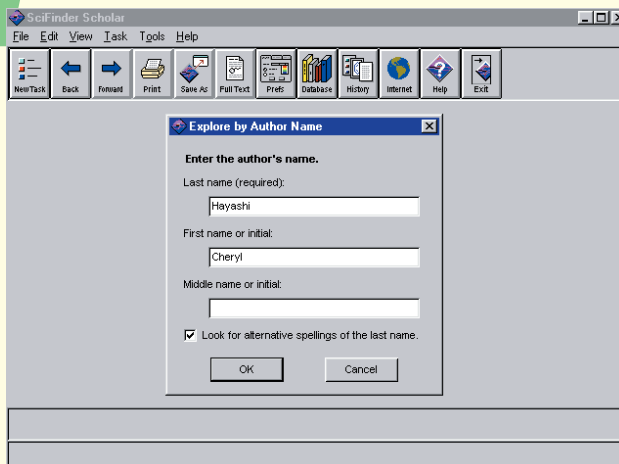 SciFinder Scholar
File Edit View Task Tools Help
New Task Back Forward Print Save As Full Text Prefs Database History Internet Help Exit
Explore by Author Name
Enter the author's name.
Last name (required):
Hayashi
First name or initial:
Cheryl
Middle name or initial:
Look for alternative spellings of the last name.
OK Cancel